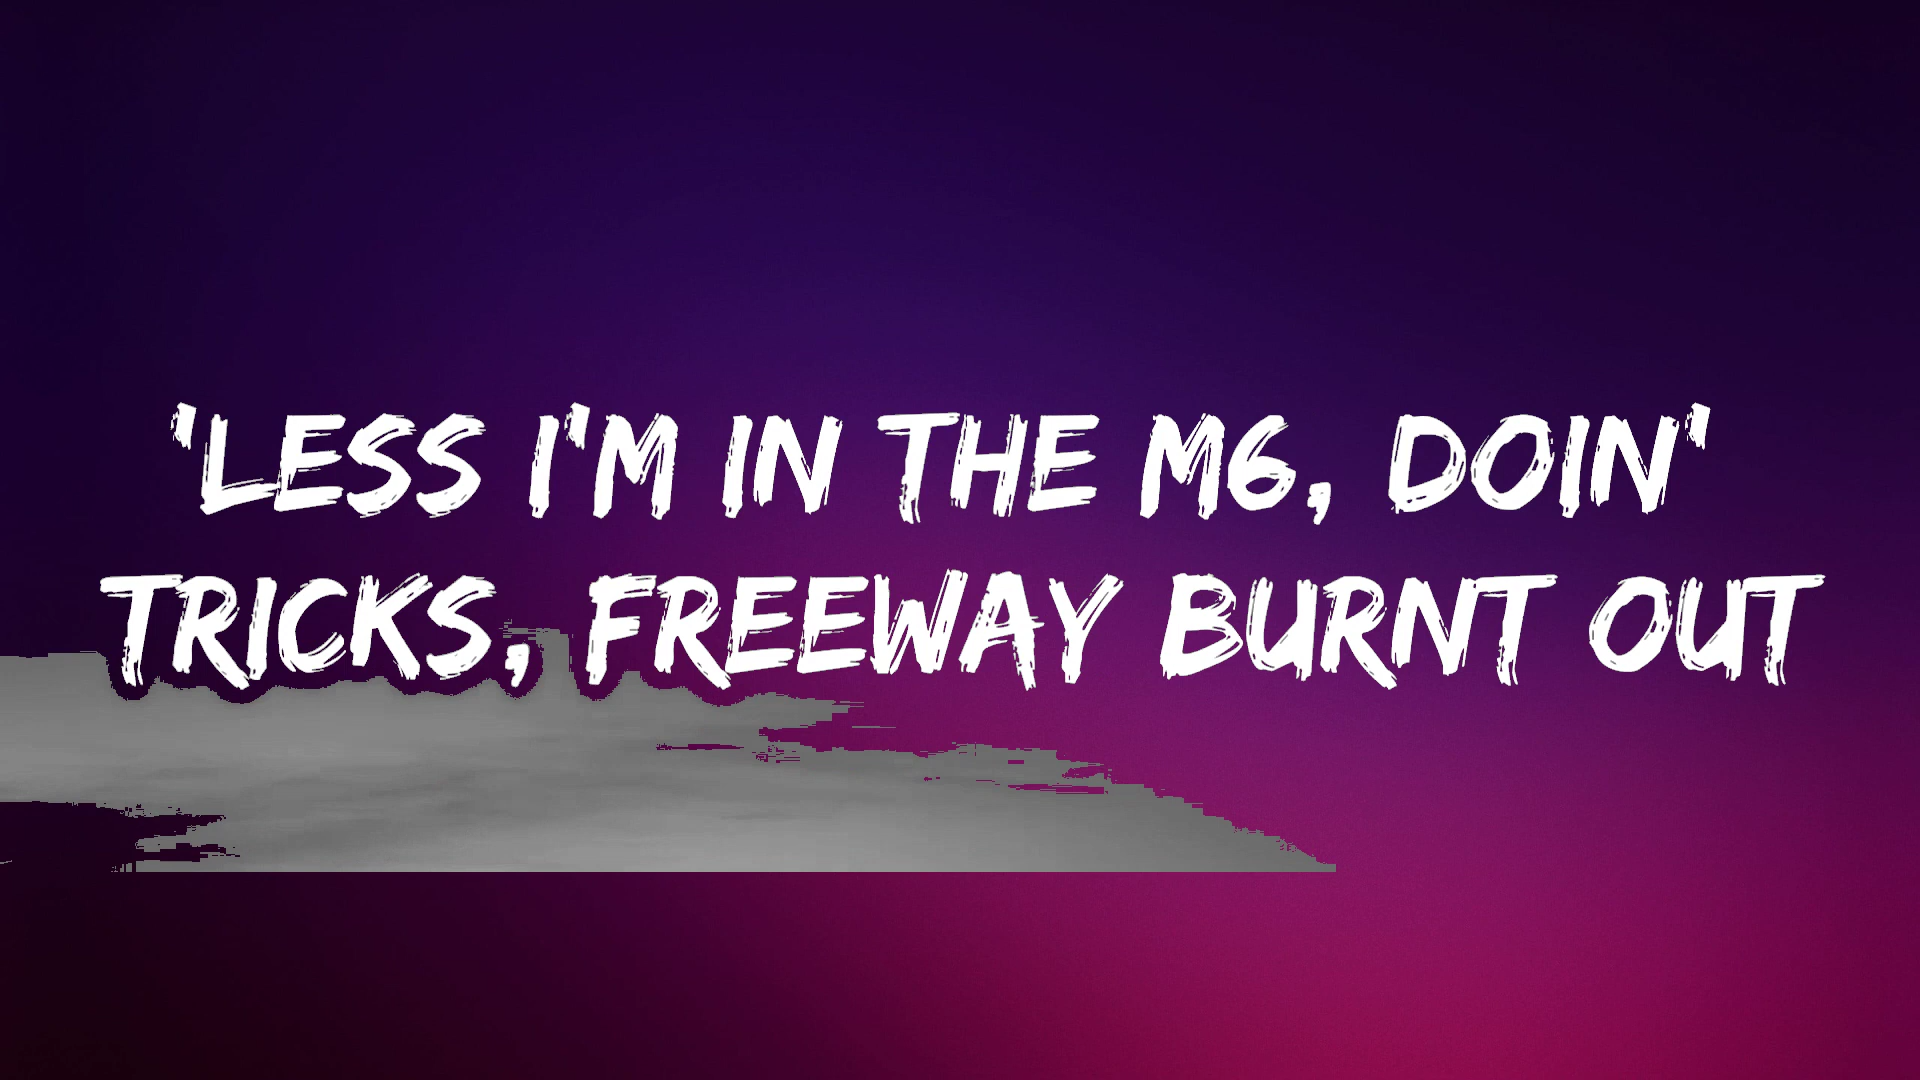 'LESS I'M IN THE M6, DOIN'
TRICKS, FREEWAY BURNT OUT